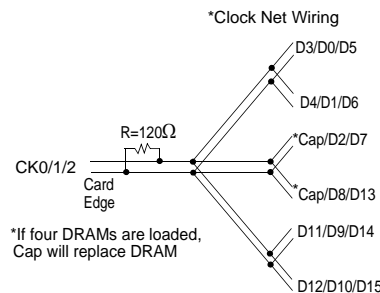 *Clock Net Wiring
D3/D0/D5
D4/D1/D6
R=120Ω
*Cap/D2/D7
CK0/1/2
Card
Edge
*Cap/D8/D13
*If four DRAMs are loaded,
Cap will replace DRAM
D11/D9/D14
D12/D10/D15